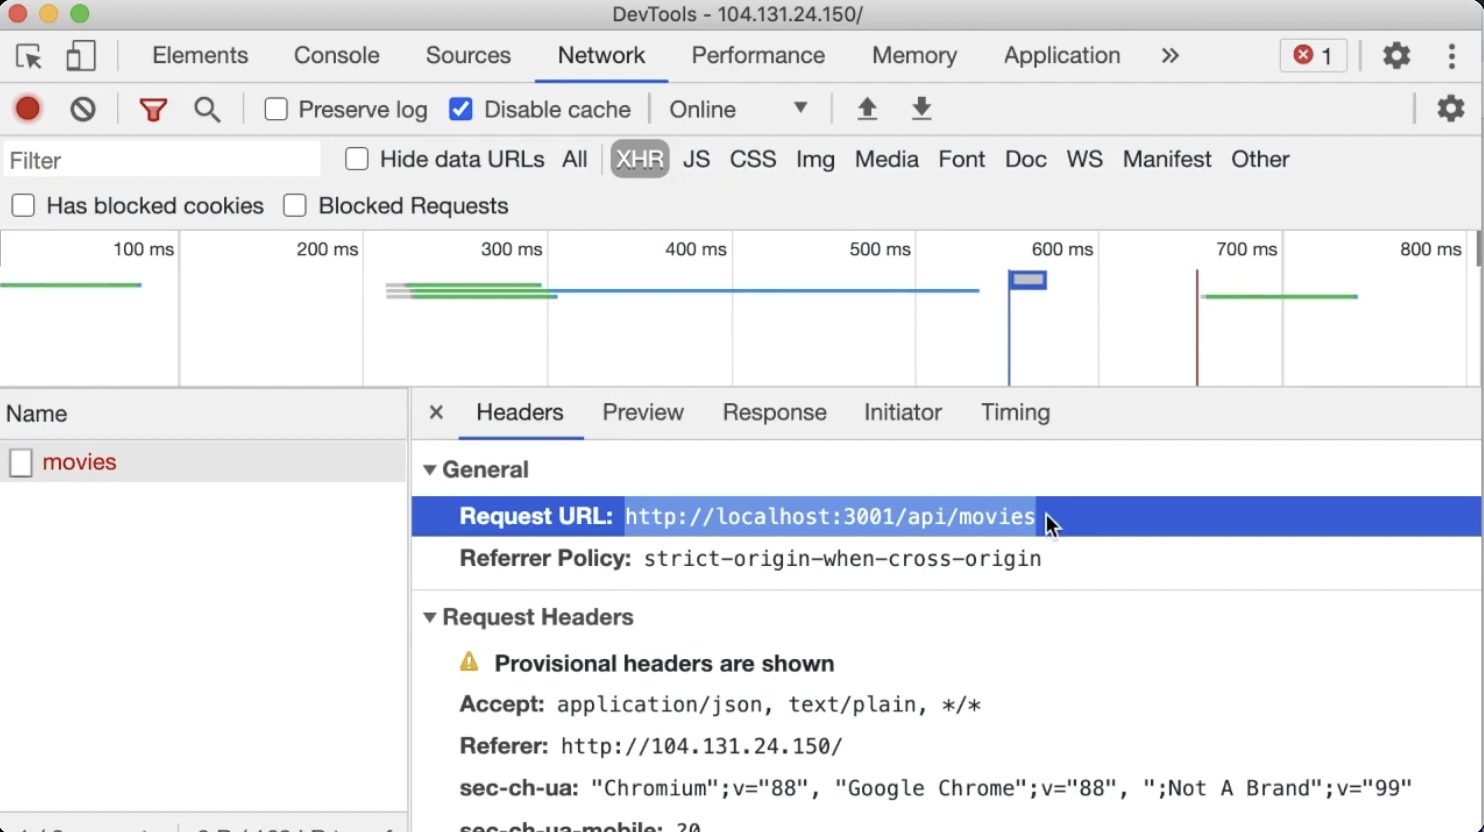 DevTools - 104.131.24.150/
Elements Console Sources Network Performance Memory Application » 1
Preserve log Disable cache Online
Filter Hide data URLs All XHR JS CSS Img Media Font Doc WS Manifest Other
Has blocked cookies Blocked Requests
100 ms 200 ms 300 ms 400 ms 500 ms 600 ms 700 ms 800 ms
Name
Headers Preview Response Initiator Timing
movies
General
Request URL: http://localhost:3001/api/movies
Referrer Policy: strict-origin-when-cross-origin
Request Headers
Provisional headers are shown
Accept: application/json, text/plain, */*
Referer: http://104.131.24.150/
sec-ch-ua: "Chromium";v="88", "Google Chrome";v="88", ";Not A Brand";v="99"
sec-ch-ua-mobile: